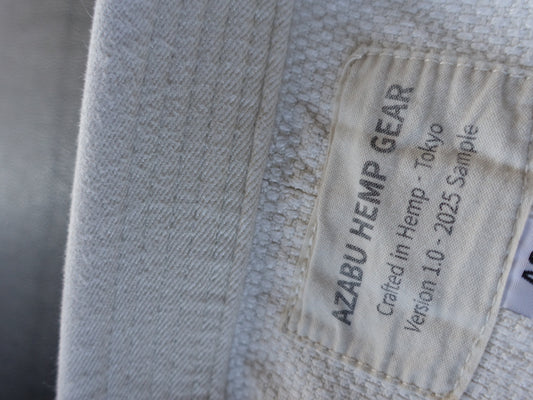 AZABU HEMP GEAR
Crafted in Hemp - Tokyo
Version 1.0 - 2025 Sample